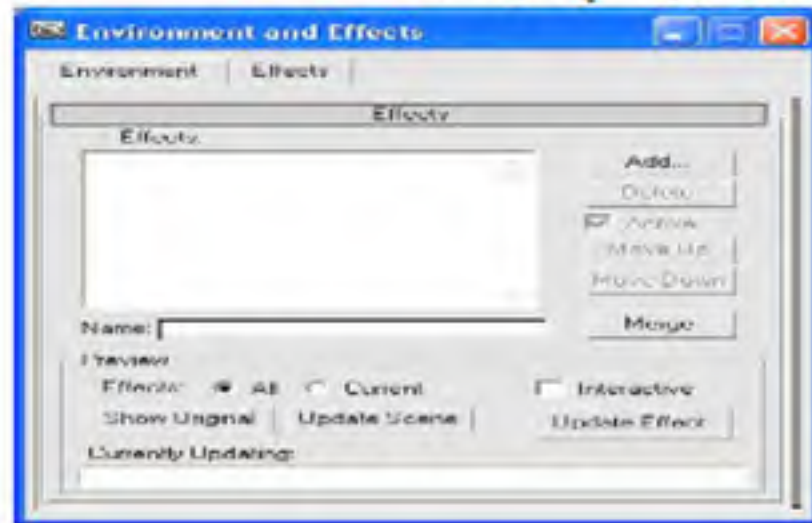 Environment and Effects
Environment Effects
Effects
Effects
Add...
Delete
Active
Move Up
Move Down
Name:
Merge
Preview
Effects: All Current Interactive
Show Original Update Scene Update Effect
Currently Updating: